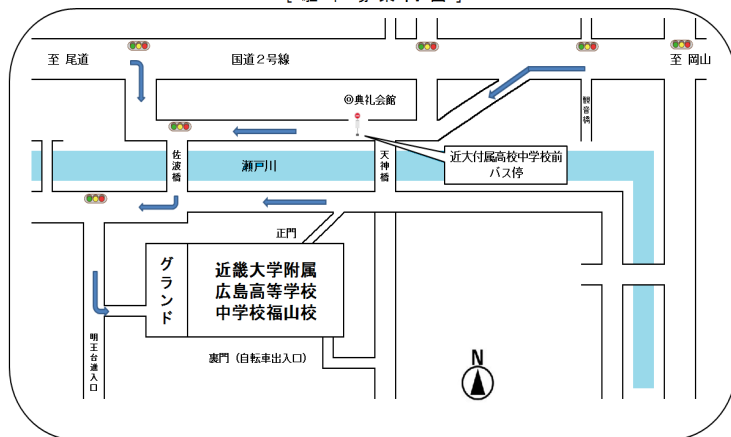 至 尾道
国道２号線
至 岡山
◎典礼会館
観音橋
佐波橋
瀬戸川
天神橋
近大付属高校中学校前
バス停
正門
グランド
近畿大学附属
広島高等学校
中学校福山校
明王台進入口
裏門（自転車出入口）
N